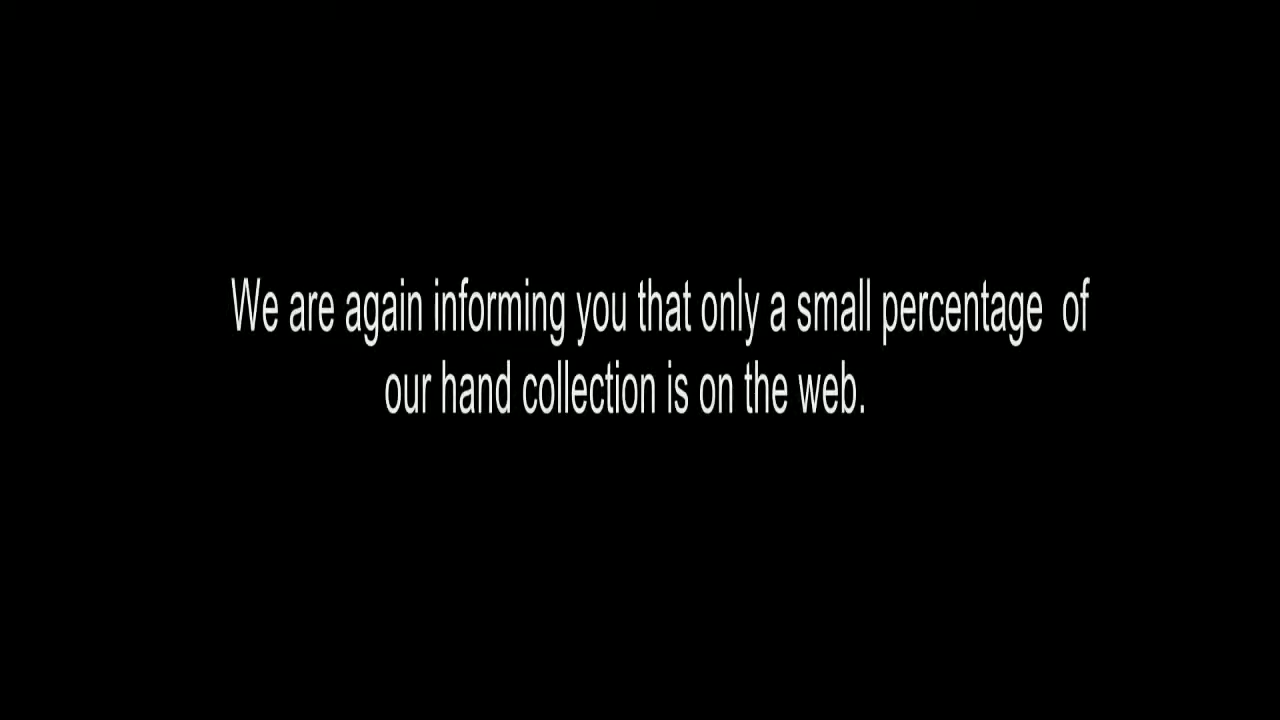 We are again informing you that only a small percentage  of
our hand collection is on the web.